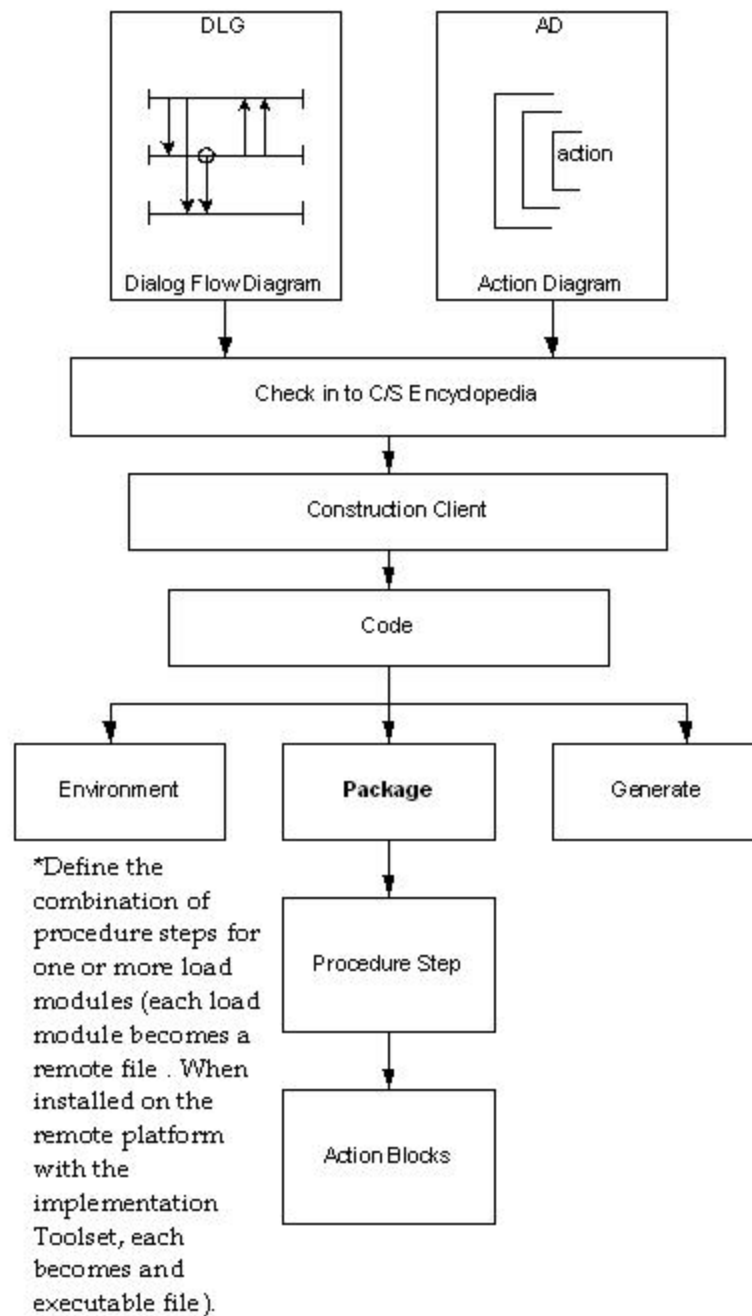 DLG
Dialog Flow Diagram
AD
action
Action Diagram
Check in to C/S Encyclopedia
Construction Client
Code
Environment
Package
Generate
*Define the
combination of
procedure steps for
one or more load
modules (each load
module becomes a
remote file . When
installed on the
remote platform
with the
implementation
Toolset, each
becomes and
executable file).
Procedure Step
Action Blocks